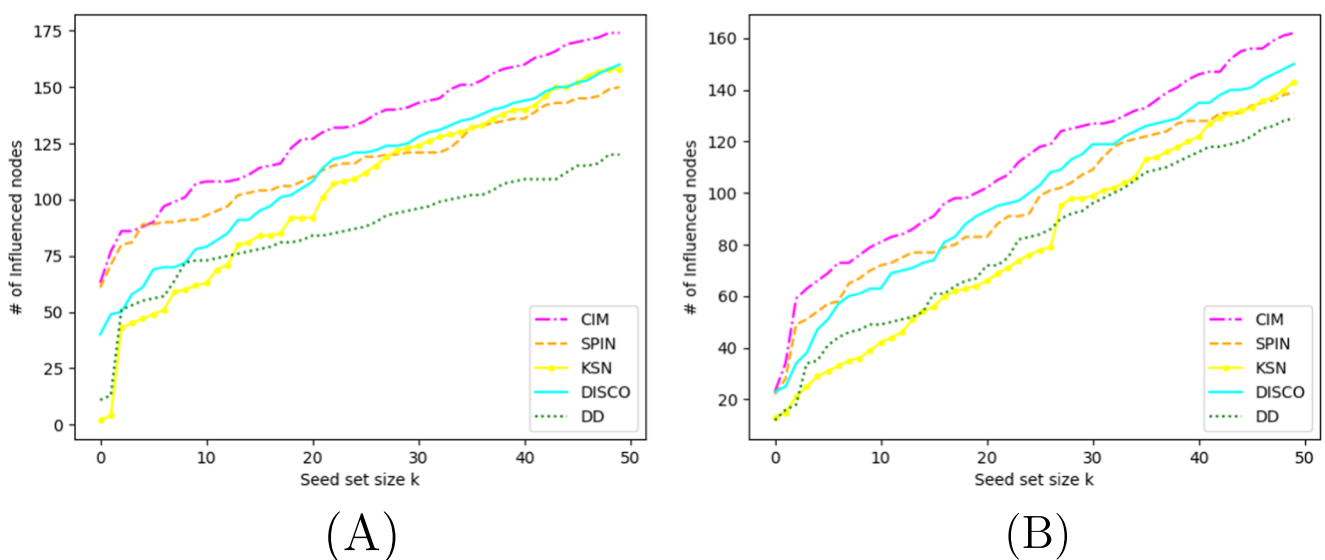 # of Influenced nodes
175
150
125
100
75
50
25
0
0 10 20 30 40 50
Seed set size k
CIM
SPIN
KSN
DISCO
DD
(A)
# of Influenced nodes
160
140
120
100
80
60
40
20
0 10 20 30 40 50
Seed set size k
CIM
SPIN
KSN
DISCO
DD
(B)